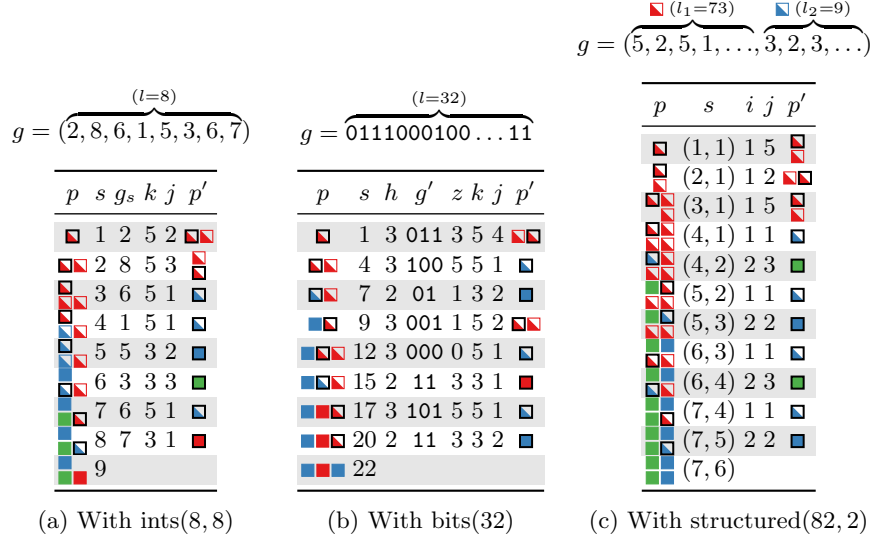 (l=8)
g = (2, 8, 6, 1, 5, 3, 6, 7)
p s g_s k j p′
1 2 5 2
2 8 5 3
3 6 5 1
4 1 5 1
5 5 3 2
6 3 3 3
7 6 5 1
8 7 3 1
9
(a) With ints(8, 8)
(l=32)
g = 0111000100 ... 11
p s h g′ z k j p′
1 3 011 3 5 4
4 3 100 5 5 1
7 2 01 1 3 2
9 3 001 1 5 2
12 3 000 0 5 1
15 2 11 3 3 1
17 3 101 5 5 1
20 2 11 3 3 2
22
(b) With bits(32)
(l₁=73) (l₂=9)
g = (5, 2, 5, 1, ..., 3, 2, 3, ...)
p s i j p′
(1, 1) 1 5
(2, 1) 1 2
(3, 1) 1 5
(4, 1) 1 1
(4, 2) 2 3
(5, 2) 1 1
(5, 3) 2 2
(6, 3) 1 1
(6, 4) 2 3
(7, 4) 1 1
(7, 5) 2 2
(7, 6)
(c) With structured(82, 2)